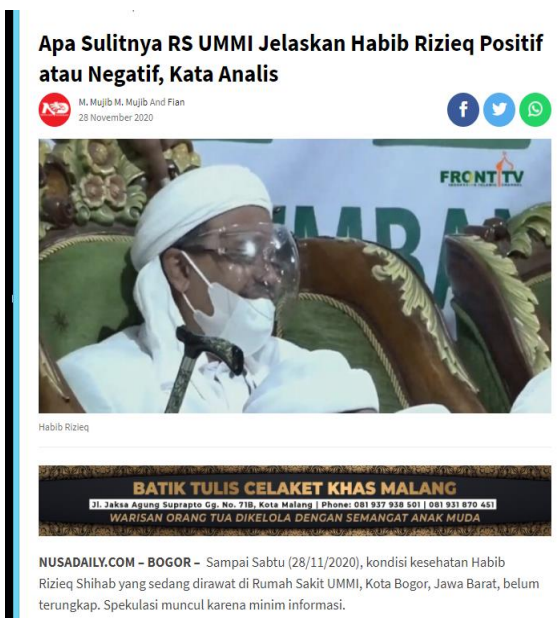 Apa Sulitnya RS UMMI Jelaskan Habib Rizieq Positif
atau Negatif, Kata Analis
M. Mujib M. Mujib And Fian
28 November 2020
FRONT TV
Habib Rizieq
BATIK TULIS CELAKET KHAS MALANG
Jl. Jaksa Agung Suprapto Gg. No. 71B, Kota Malang | Phone: 081 937 938 501 | 081 931 870 451
WARISAN ORANG TUA DIKELOLA DENGAN SEMANGAT ANAK MUDA
NUSADAILY.COM – BOGOR – Sampai Sabtu (28/11/2020), kondisi kesehatan Habib
Rizieq Shihab yang sedang dirawat di Rumah Sakit UMMI, Kota Bogor, Jawa Barat, belum
terungkap. Spekulasi muncul karena minim informasi.